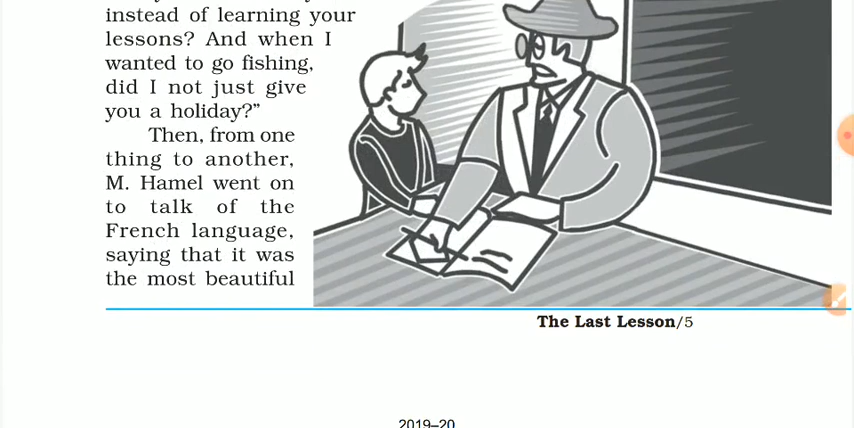 instead of learning your
lessons? And when I
wanted to go fishing,
did I not just give
you a holiday?”
Then, from one
thing to another,
M. Hamel went on
to talk of the
French language,
saying that it was
the most beautiful
The Last Lesson/5
2019–20